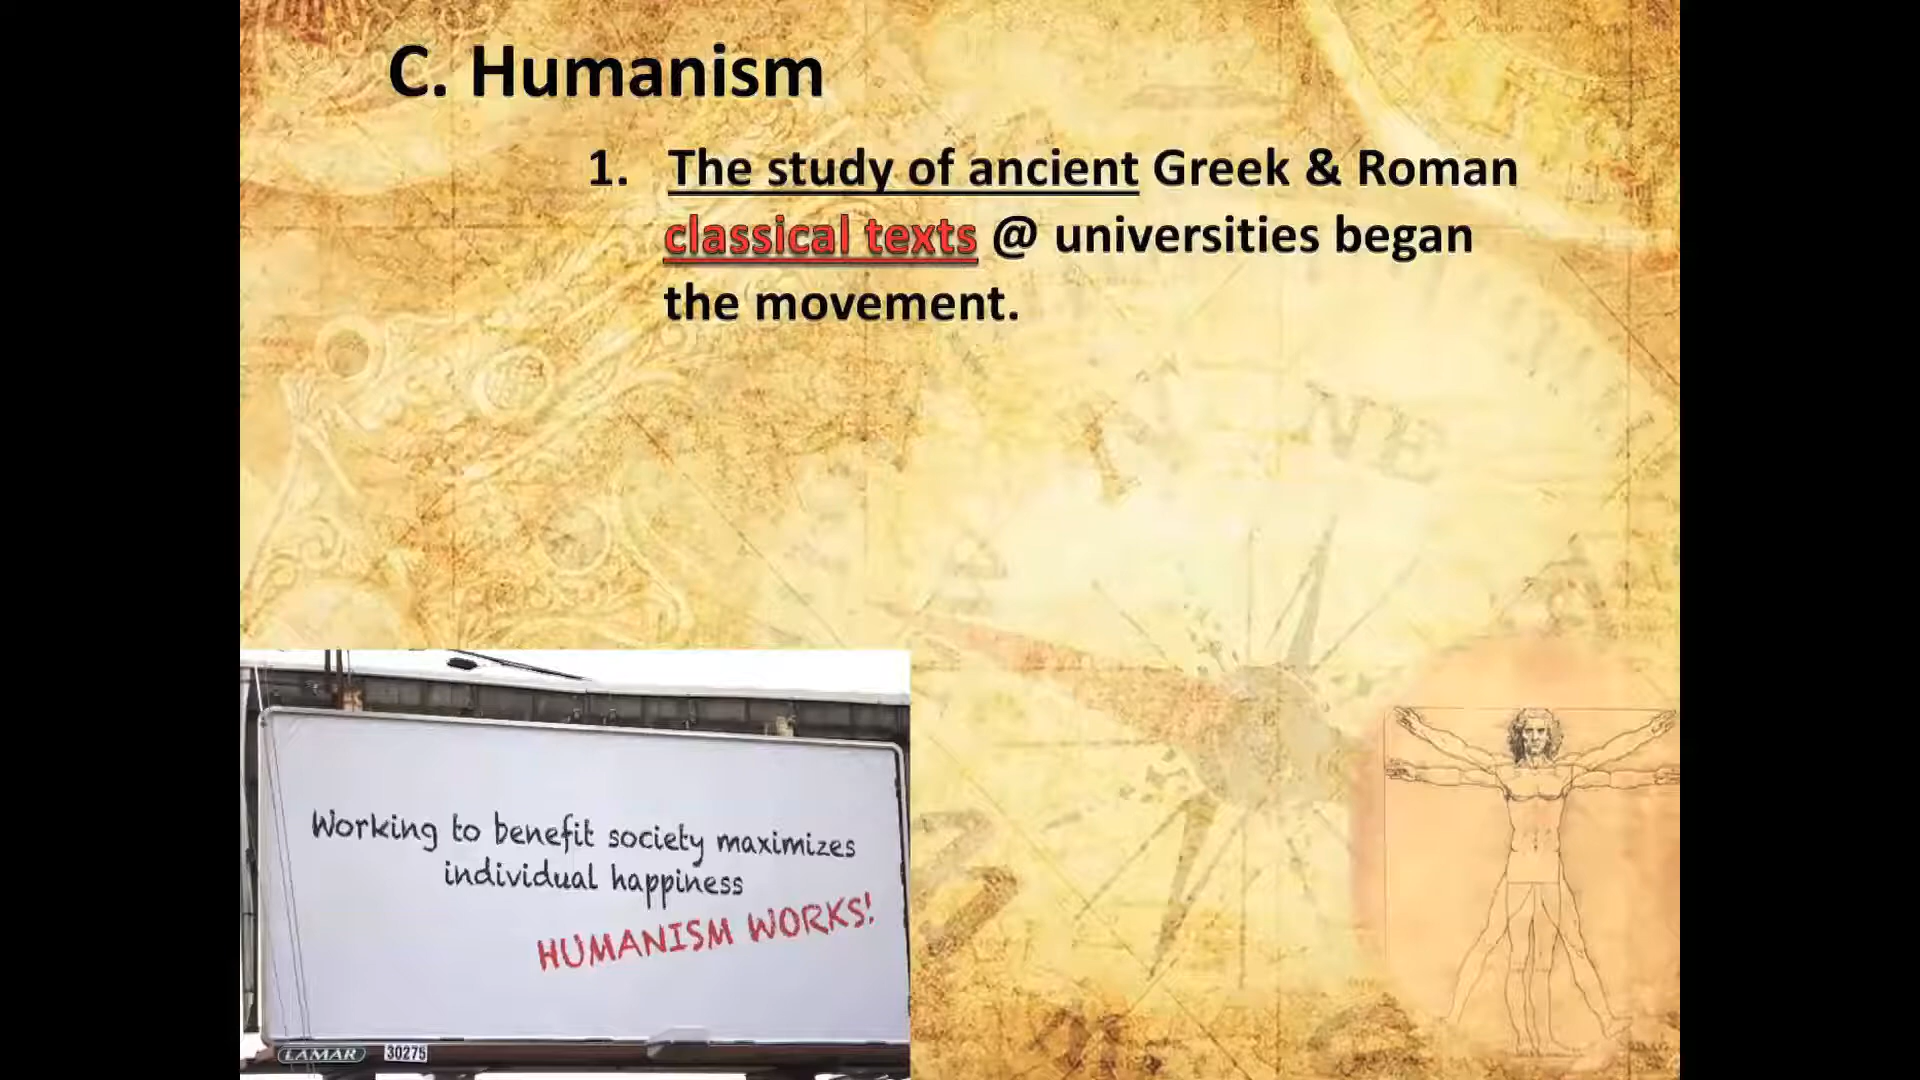 C. Humanism
1. The study of ancient Greek & Roman
classical texts @ universities began
the movement.
NE
Working to benefit society maximizes
individual happiness
HUMANISM WORKS!
LAMAR 30275